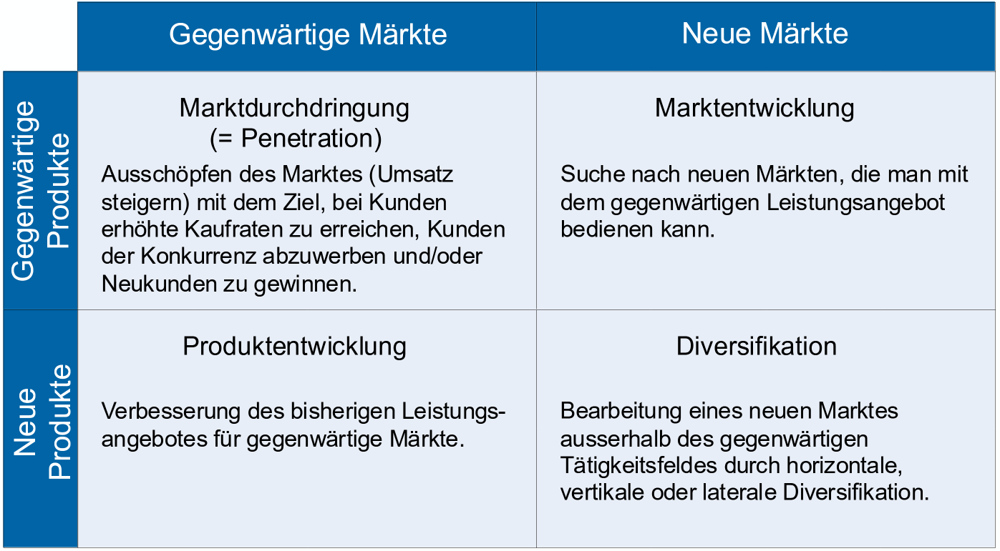 Gegenwärtige Märkte
Neue Märkte
Gegenwärtige
Produkte
Marktdurchdringung
(= Penetration)
Ausschöpfen des Marktes (Umsatz
steigern) mit dem Ziel, bei Kunden
erhöhte Kaufraten zu erreichen, Kunden
der Konkurrenz abzuwerben und/oder
Neukunden zu gewinnen.
Marktentwicklung
Suche nach neuen Märkten, die man mit
dem gegenwärtigen Leistungsangebot
bedienen kann.
Neue
Produkte
Produktentwicklung
Verbesserung des bisherigen Leistungs-
angebotes für gegenwärtige Märkte.
Diversifikation
Bearbeitung eines neuen Marktes
ausserhalb des gegenwärtigen
Tätigkeitsfeldes durch horizontale,
vertikale oder laterale Diversifikation.